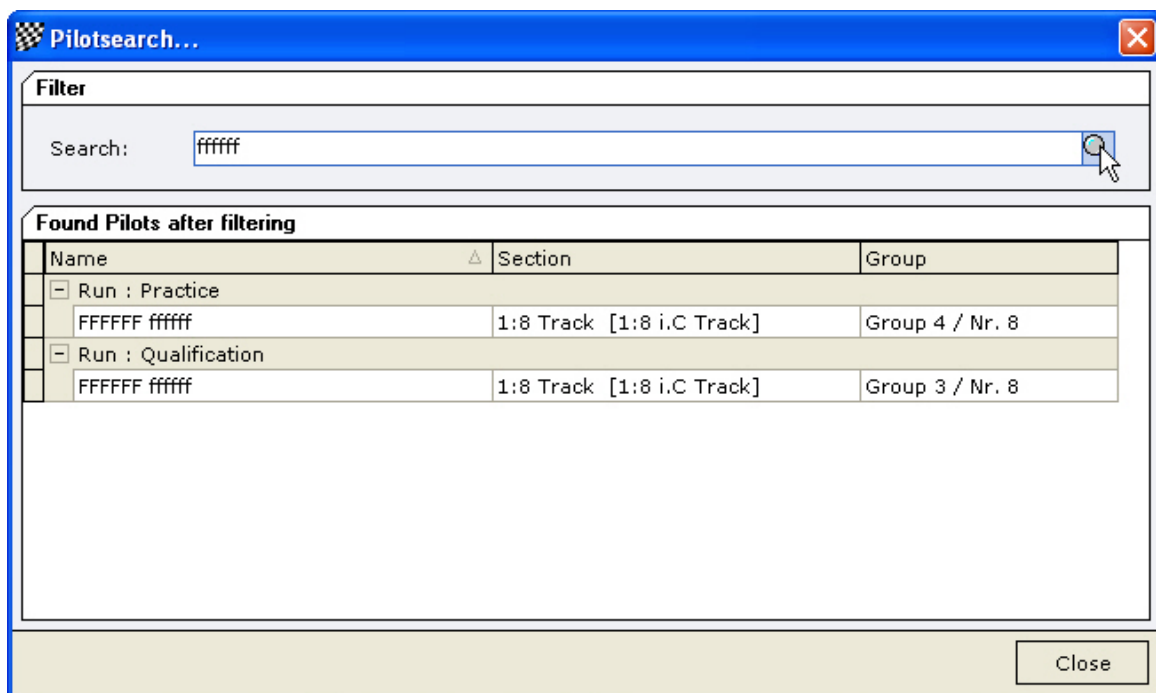 Pilotsearch...
Filter
Search: ffffff
Found Pilots after filtering
Name Section Group
Run : Practice
FFFFFF ffffff 1:8 Track [1:8 i.C Track] Group 4 / Nr. 8
Run : Qualification
FFFFFF ffffff 1:8 Track [1:8 i.C Track] Group 3 / Nr. 8
Close